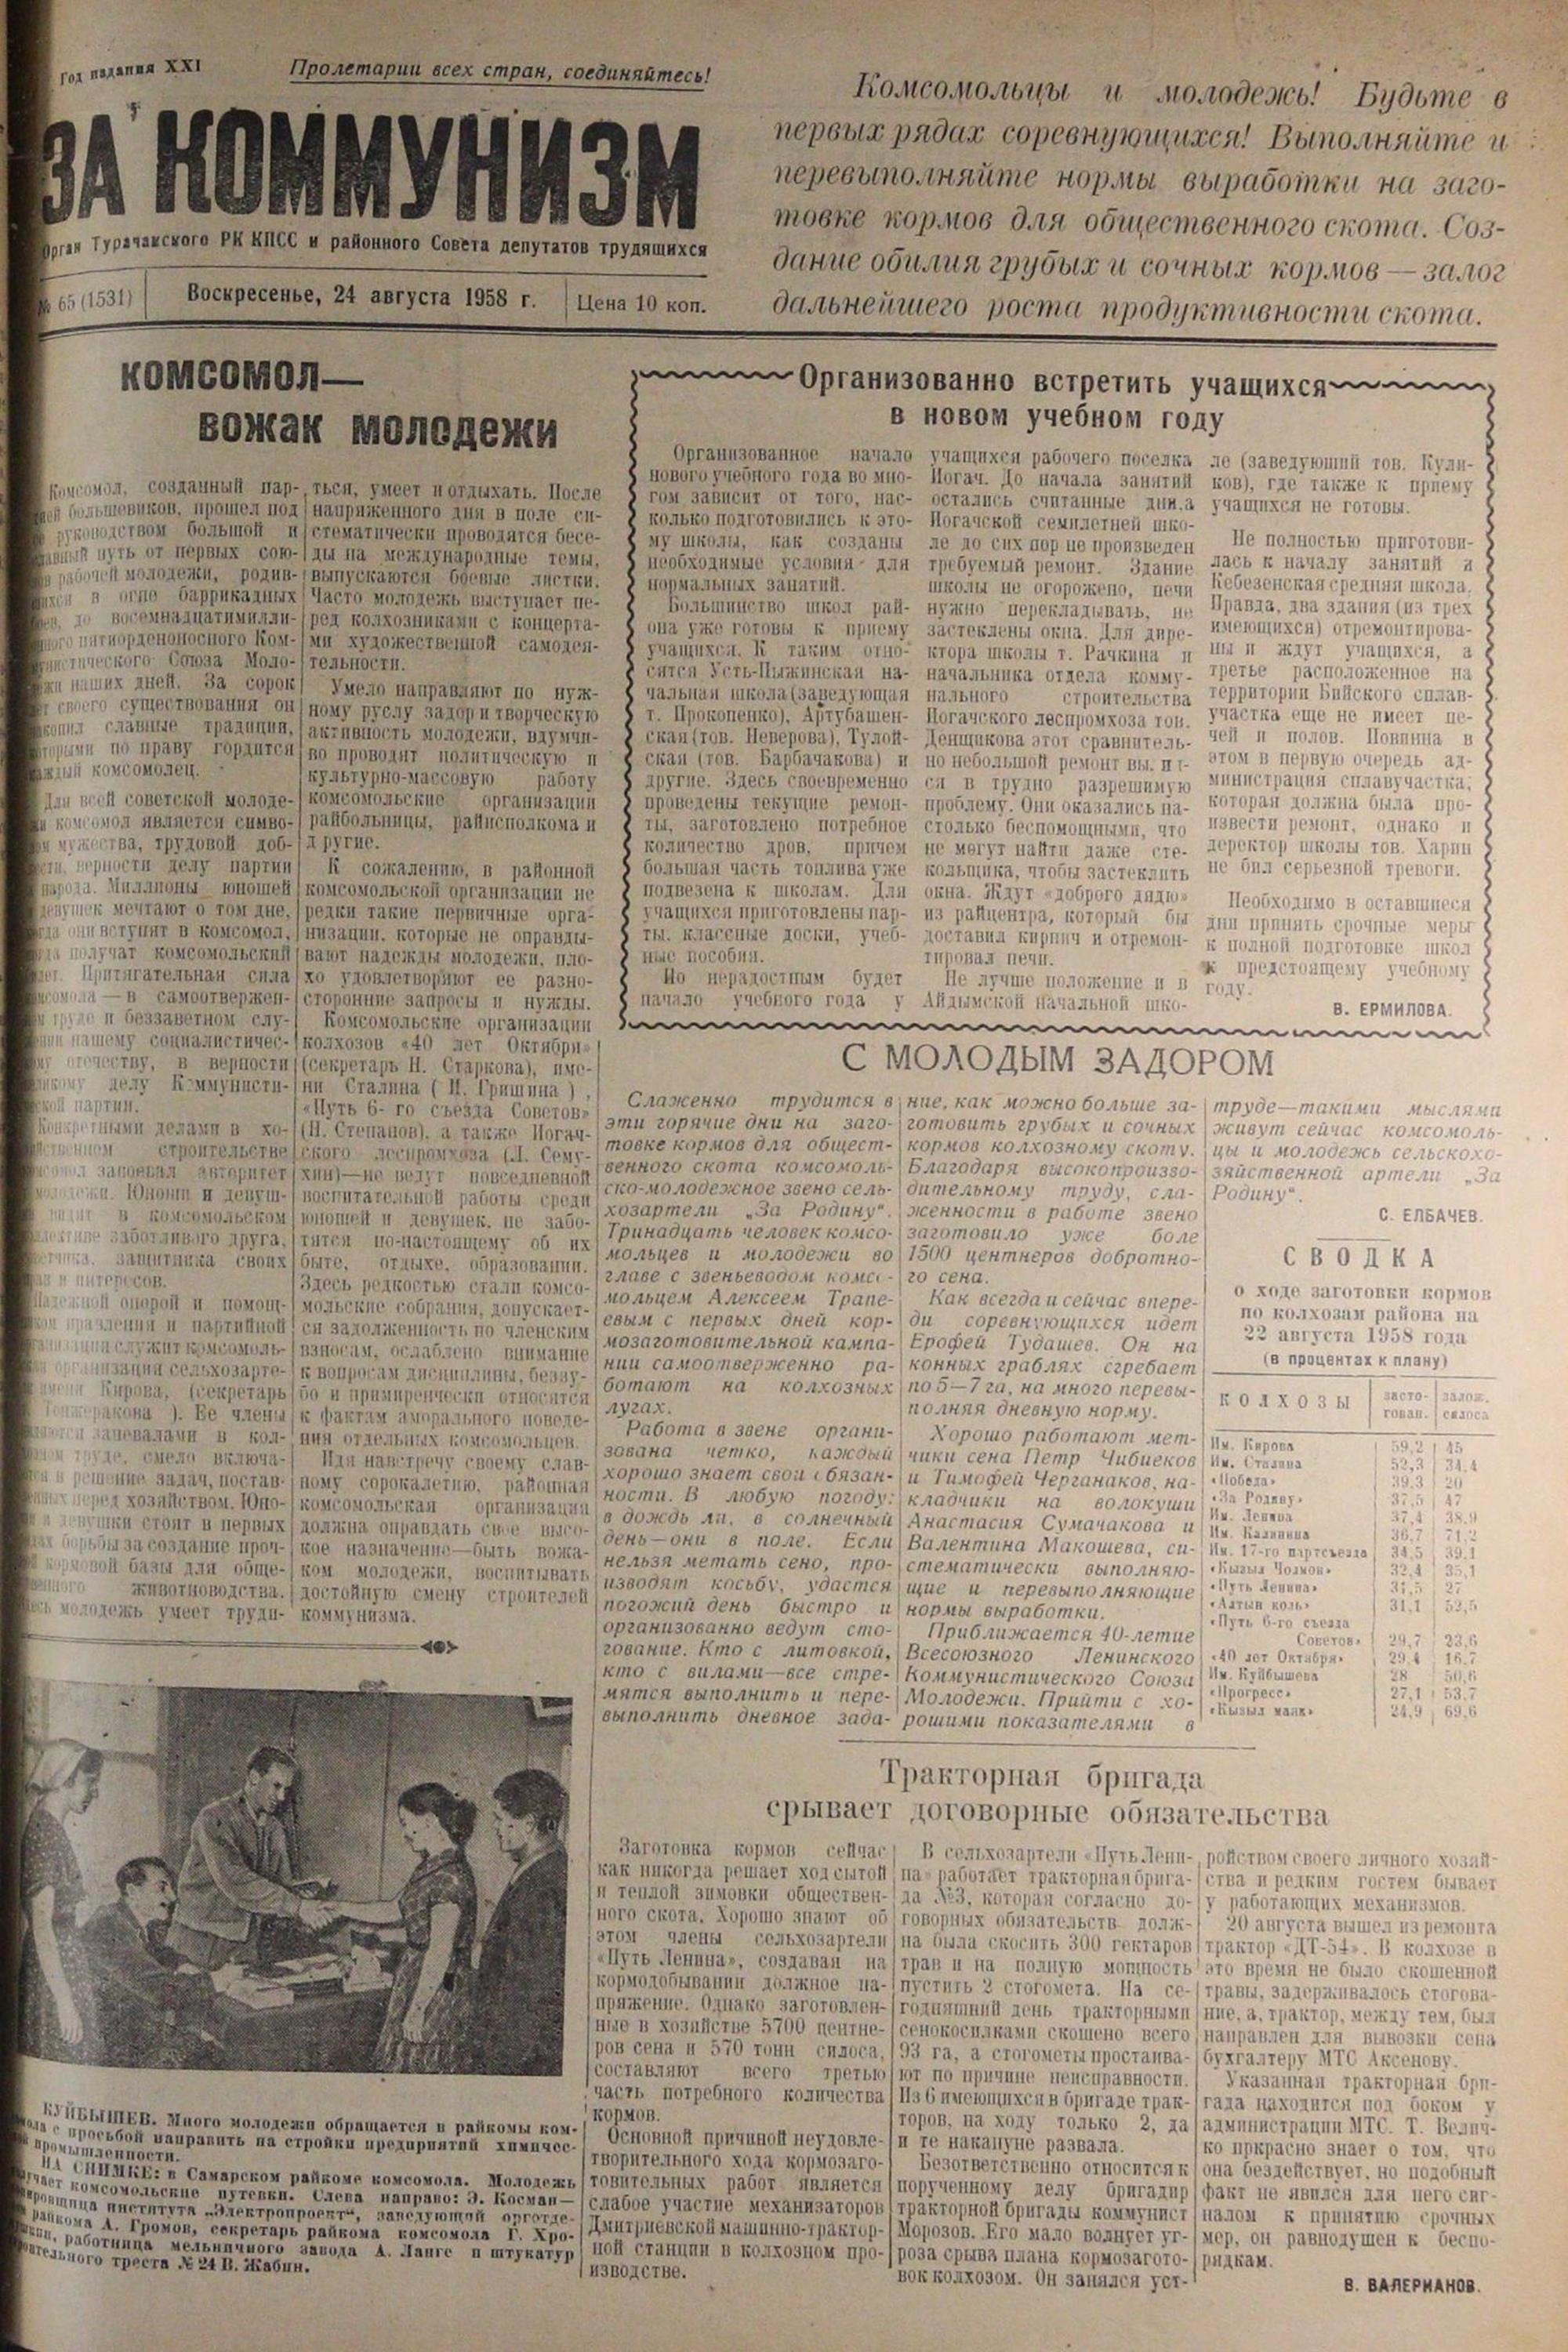 Год издания XXI
Пролетарии всех стран, соединяйтесь!
ЗА КОММУНИЗМ
Орган Турачакского РК КПСС и районного Совета депутатов трудящихся
№ 65 (1531)
Воскресенье, 24 августа 1958 г.
Цена 10 коп.
Комсомольцы и молодежь! Будьте в
первых рядах соревнующихся! Выполняйте и
перевыполняйте нормы выработки на заго-
товке кормов для общественного скота. Соз-
дание обилия грубых и сочных кормов — залог
дальнейшего роста продуктивности скота.
КОМСОМОЛ—
ВОЖАК МОЛОДЕЖИ
Комсомол, созданный пар-
большевиков, прошел под
руководством большой и
путь от первых сою-
рабочей молодежи, родив-
в огне баррикадных
до восемнадцатимилли-
пятиорденоносного Ком-
Союза Моло-
наших дней. За сорок
своего существования он
славные традиции,
по праву гордится
комсомолец.
Для всей советской молоде-
комсомол является симво-
мужества, трудовой доб-
верности делу партии
народа. Миллионы юношей
девушек мечтают о том дне,
они вступят в комсомол,
получат комсомольский
Притягательная сила
— в самоотвержен-
труде и беззаветном слу-
нашему социалистичес-
отечеству, в верности
делу Коммунисти-
партии.
Конкретными делами в хо-
строительстве
завоевал авторитет
молодежи. Юноши и девуш-
в комсомольском
заботливого друга,
защитника своих
и интересов.
Надежной опорой и помощ-
правления и партийной
служит комсомоль-
организация сельхозарте-
имени Кирова, (секретарь
). Ее члены
запевалами в кол-
труде, смело включа-
в решение задач, постав-
перед хозяйством. Юно-
и девушки стоят в первых
борьбы за создание проч-
кормовой базы для обще-
животноводства.
молодежь умеет труди-
ться, умеет и отдыхать. После
напряженного дня в поле си-
стематически проводятся бесе-
ды на международные темы,
выпускаются боевые листки.
Часто молодежь выступает пе-
ред колхозниками с концерта-
ми художественной самодея-
тельности.
Умело направляют по нуж-
ному руслу задор и творческую
активность молодежи, вдумчи-
во проводят политическую и
культурно-массовую работу
комсомольские организации
райбольницы, райисполкома и
другие.
К сожалению, в районной
комсомольской организации не
редки такие первичные орга-
низации, которые не оправды-
вают надежды молодежи, пло-
хо удовлетворяют ее разно-
сторонние запросы и нужды.
Комсомольские организации
колхозов «40 лет Октября»
(секретарь Н. Старкова), име-
ни Сталина ( И. Гришина ) ,
«Путь 6- го съезда Советов»
(Н. Степанов), а также Иогач-
ского леспромхоза (Л. Сему-
хин)—не ведут повседневной
воспитательной работы среди
юношей и девушек, не забо-
тятся по-настоящему об их
быте, отдыхе, образовании.
Здесь редкостью стали комсо-
мольские собрания, допускает-
ся задолженность по членским
взносам, ослаблено внимание
к вопросам дисциплины, беззу-
бо и примиренчески относятся
к фактам аморального поведе-
ния отдельных комсомольцев.
Идя навстречу своему слав-
ному сорокалетию, районная
комсомольская организация
должна оправдать свое высо-
кое назначение—быть вожа-
ком молодежи, воспитывать
достойную смену строителей
коммунизма.
Организованно встретить учащихся
в новом учебном году
Организованное начало
нового учебного года во мно-
гом зависит от того, нас-
колько подготовились к это-
му школы, как созданы
необходимые условия для
нормальных занятий.
Большинство школ рай-
она уже готовы к приему
учащихся. К таким отно-
сятся Усть-Пыжинская на-
чальная школа (заведующая
т. Прокопенко), Артубашен-
ская (тов. Неверова), Тулой-
ская (тов. Барбачакова) и
другие. Здесь своевременно
проведены текущие ремон-
ты, заготовлено потребное
количество дров, причем
большая часть топлива уже
подвезена к школам. Для
учащихся приготовлены пар-
ты, классные доски, учеб-
ные пособия.
Но нерадостным будет
начало учебного года у
учащихся рабочего поселка
Иогач. До начала занятий
остались считанные дни, а
Иогачской семилетней шко-
ле до сих пор не произведен
требуемый ремонт. Здание
школы не огорожено, печи
нужно перекладывать, не
застеклены окна. Для дире-
ктора школы т. Рачкина и
начальника отдела комму-
нального строительства
Иогачского леспромхоза тов.
Денщикова этот сравнитель-
но небольшой ремонт
ся в трудно разрешимую
проблему. Они оказались на-
столько беспомощными, что
не могут найти даже сте-
кольщика, чтобы застеклить
окна. Ждут «доброго дядю»
из райцентра, который бы
доставил кирпич и отремон-
тировал печи.
Не лучше положение и в
Айдымской начальной шко-
ле (заведующий тов. Кули-
ков), где также к приему
учащихся не готовы.
Не полностью приготови-
лась к началу занятий и
Кебезенская средняя школа.
Правда, два здания (из трех
имеющихся) отремонтирова-
ны и ждут учащихся, а
третье расположенное на
территории Бийского сплав-
участка еще не имеет пе-
чей и полов. Повинна в
этом в первую очередь ад-
министрация сплавучастка,
которая должна была про-
извести ремонт, однако и
директор школы тов. Харин
не бил серьезной тревоги.
Необходимо в оставшиеся
дни принять срочные меры
к полной подготовке школ
к предстоящему учебному
году.
В. ЕРМИЛОВА.
С МОЛОДЫМ ЗАДОРОМ
Слаженно трудится в
эти горячие дни на заго-
товке кормов для общест-
венного скота комсомоль-
ско-молодежное звено сель-
хозартели „За Родину“.
Тринадцать человек комсо-
мольцев и молодежи во
главе с звеньеводом комсо-
мольцем Алексеем Трапе-
евым с первых дней кор-
мозаготовительной кампа-
нии самоотверженно ра-
ботают на колхозных
лугах.
Работа в звене органи-
зована четко, каждый
хорошо знает свои обязан-
ности. В любую погоду:
в дождь ли, в солнечный
день—они в поле. Если
нельзя метать сено, про-
изводят косьбу, удастся
погожий день быстро и
организованно ведут сто-
гование. Кто с литовкой,
кто с вилами—все стре-
мятся выполнить и пере-
выполнить дневное зада-
ние, как можно больше за-
готовить грубых и сочных
кормов колхозному скоту.
Благодаря высокопроизво-
дительному труду, сла-
женности в работе звено
заготовило уже боле
1500 центнеров добротно-
го сена.
Как всегда и сейчас впере-
ди соревнующихся идет
Ерофей Тудашев. Он на
конных граблях сгребает
по 5—7 га, на много перевы-
полняя дневную норму.
Хорошо работают мет-
чики сена Петр Чибиеков
и Тимофей Черганаков, на-
кладчики на волокуши
Анастасия Сумачакова и
Валентина Макошева, си-
стематически выполняю-
щие и перевыполняющие
нормы выработки.
Приближается 40-летие
Всесоюзного Ленинского
Коммунистического Союза
Молодежи. Прийти с хо-
рошими показателями в
труде—такими мыслями
живут сейчас комсомоль-
цы и молодежь сельскохо-
зяйственной артели „За
Родину“.
С. ЕЛБАЧЕВ.
СВОДКА
о ходе заготовки кормов
по колхозам района на
22 августа 1958 года
(в процентах к плану)
КОЛХОЗЫ засто- залож.
гован. силоса
Им. Кирова 59,2 45
Им. Сталина 52,3 34,4
«Победа» 39,3 20
«За Родину» 37,5 47
Им. Ленина 37,4 38,9
Им. Калинина 36,7 71,2
Им. 17-го партсъезда 34,5 39,1
«Кызыл Чолмон» 32,4 35,1
«Путь Ленина» 31,5 27
«Алтын коль» 31,1 52,5
«Путь 6-го съезда
Советов» 29,7 23,6
«40 лет Октября» 29,4 16,7
Им. Куйбышева 28 50,6
«Прогресс» 27,1 53,7
«Кызыл маяк» 24,9 69,6
КУЙБЫШЕВ. Много молодежи обращается в райкомы ком-
с просьбой направить на стройки предприятий химичес-
промышленности.
НА СНИМКЕ: в Самарском райкоме комсомола. Молодежь
комсомольские путевки. Слева направо: Э. Косман—
института „Электропроект“, заведующий орготде-
райкома А. Громов, секретарь райкома комсомола Г. Хро-
работница мельничного завода А. Ланге и штукатур
треста № 24 В. Жабин.
Тракторная бригада
срывает договорные обязательства
Заготовка кормов сейчас
как никогда решает ход сытой
и теплой зимовки обществен-
ного скота. Хорошо знают об
этом члены сельхозартели
«Путь Ленина», создавая на
кормодобывании должное на-
пряжение. Однако заготовлен-
ные в хозяйстве 5700 центне-
ров сена и 570 тонн силоса,
составляют всего третью
часть потребного количества
кормов.
Основной причиной неудовле-
творительного хода кормозаго-
товительных работ является
слабое участие механизаторов
Дмитриевской машинно-трактор-
ной станции в колхозном про-
изводстве.
В сельхозартели «Путь Лени-
на» работает тракторная брига-
да №3, которая согласно до-
говорных обязательств долж-
на была скосить 300 гектаров
трав и на полную мощность
пустить 2 стогомета. На се-
годняшний день тракторными
сенокосилками скошено всего
93 га, а стогометы простаива-
ют по причине неисправности.
Из 6 имеющихся в бригаде трак-
торов, на ходу только 2, да
и те накануне развала.
Безответственно относится к
порученному делу бригадир
тракторной бригады коммунист
Морозов. Его мало волнует уг-
роза срыва плана кормозагото-
вок колхозом. Он занялся уст-
ройством своего личного хозяй-
ства и редким гостем бывает
у работающих механизмов.
20 августа вышел из ремонта
трактор «ДТ-54». В колхозе в
это время не было скошенной
травы, задерживалось стогова-
ние, а, трактор, между тем, был
направлен для вывозки сена
бухгалтеру МТС Аксенову.
Указанная тракторная бри-
гада находится под боком у
администрации МТС. Т. Велич-
ко пркрасно знает о том, что
она бездействует, но подобный
факт не явился для него сиг-
налом к принятию срочных
мер, он равнодушен к беспо-
рядкам.
В. ВАЛЕРИАНОВ.